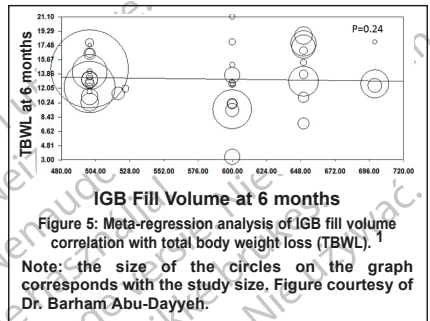 TBWL at 6 months
21.10
19.29
17.48
15.67
13.86
12.05
10.24
8.43
6.62
4.81
3.00
P=0.24
480.00 504.00 528.00 552.00 576.00 600.00 624.00 648.00 672.00 696.00 720.00
IGB Fill Volume at 6 months
Figure 5: Meta-regression analysis of IGB fill volume
correlation with total body weight loss (TBWL). 1
Note: the size of the circles on the graph
corresponds with the study size. Figure courtesy of
Dr. Barham Abu-Dayyeh.